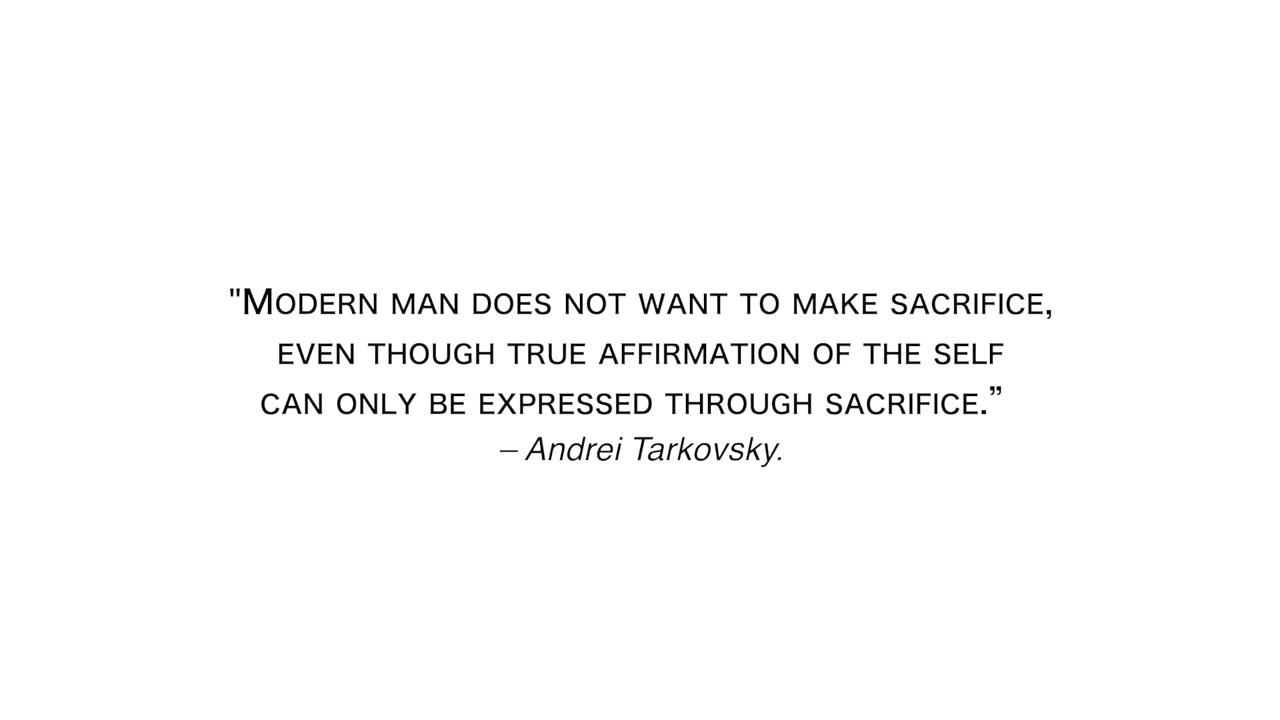 "Modern man does not want to make sacrifice,
even though true affirmation of the self
can only be expressed through sacrifice.”
– Andrei Tarkovsky.